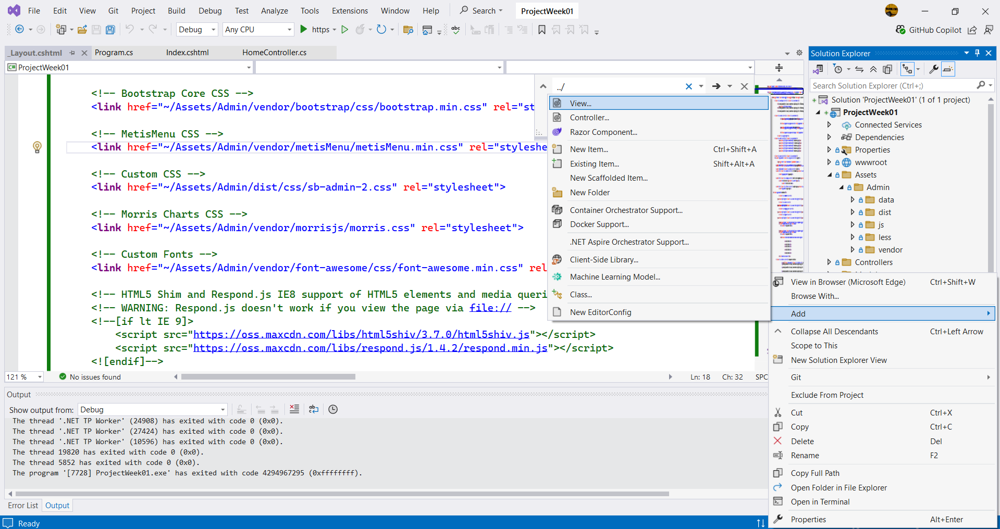 File Edit View Git Project Build Debug Test Analyze Tools Extensions Window Help Search ProjectWeek01
Debug Any CPU https GitHub Copilot
_Layout.cshtml Program.cs Index.cshtml HomeController.cs
ProjectWeek01
<!-- Bootstrap Core CSS -->
<link href="~/Assets/Admin/vendor/bootstrap/css/bootstrap.min.css" rel="st
<!-- MetisMenu CSS -->
<link href="~/Assets/Admin/vendor/metisMenu/metisMenu.min.css" rel="styleshe
<!-- Custom CSS -->
<link href="~/Assets/Admin/dist/css/sb-admin-2.css" rel="stylesheet">
<!-- Morris Charts CSS -->
<link href="~/Assets/Admin/vendor/morrisjs/morris.css" rel="stylesheet">
<!-- Custom Fonts -->
<link href="~/Assets/Admin/vendor/font-awesome/css/font-awesome.min.css" rel
<!-- HTML5 Shim and Respond.js IE8 support of HTML5 elements and media queri
<!-- WARNING: Respond.js doesn't work if you view the page via file:// -->
<!--[if lt IE 9]>
<script src="https://oss.maxcdn.com/libs/html5shiv/3.7.0/html5shiv.js"></script>
<script src="https://oss.maxcdn.com/libs/respond.js/1.4.2/respond.min.js"></script>
<![endif]-->
../
View...
Controller...
Razor Component...
New Item... Ctrl+Shift+A
Existing Item... Shift+Alt+A
New Scaffolded Item...
New Folder
Container Orchestrator Support...
Docker Support...
.NET Aspire Orchestrator Support...
Client-Side Library...
Machine Learning Model...
Class...
New EditorConfig
121 % No issues found Ln: 18 Ch: 32 SPC
Output
Show output from: Debug
The thread '.NET TP Worker' (24908) has exited with code 0 (0x0).
The thread '.NET TP Worker' (27424) has exited with code 0 (0x0).
The thread '.NET TP Worker' (10596) has exited with code 0 (0x0).
The thread 19820 has exited with code 0 (0x0).
The thread 5852 has exited with code 0 (0x0).
The program '[7728] ProjectWeek01.exe' has exited with code 4294967295 (0xffffffff).
Error List Output
Ready
Solution Explorer
Search Solution Explorer (Ctrl+;)
Solution 'ProjectWeek01' (1 of 1 project)
ProjectWeek01
Connected Services
Dependencies
Properties
wwwroot
Assets
Admin
data
dist
js
less
vendor
Controllers
View in Browser (Microsoft Edge) Ctrl+Shift+W
Browse With...
Add
Collapse All Descendants Ctrl+Left Arrow
Scope to This
New Solution Explorer View
Git
Exclude From Project
Cut Ctrl+X
Copy Ctrl+C
Delete Del
Rename F2
Copy Full Path
Open Folder in File Explorer
Open in Terminal
Properties Alt+Enter